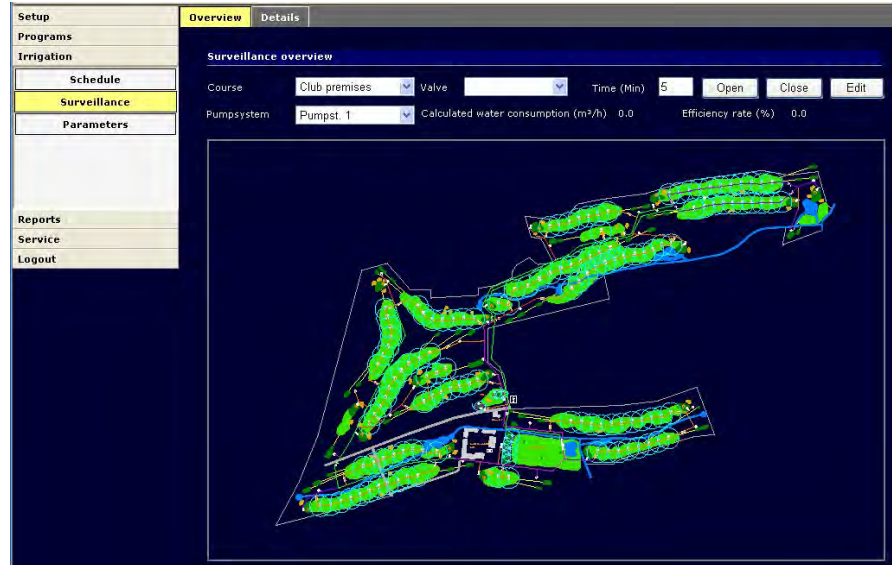 Setup
Programs
Irrigation
Schedule
Surveillance
Parameters
Reports
Service
Logout
Overview Details
Surveillance overview
Course Club premises Valve Time (Min) 5 Open Close Edit
Pumpsystem Pumpst. 1 Calculated water consumption (m³/h) 0.0 Efficiency rate (%) 0.0